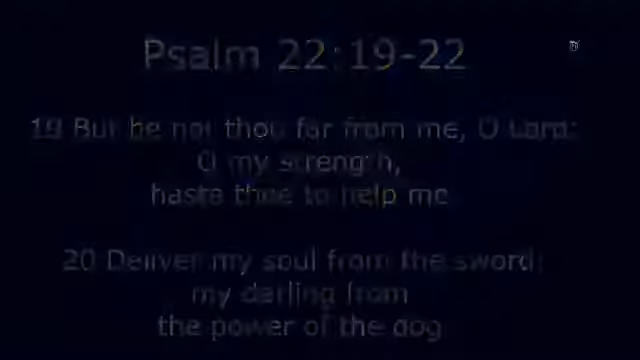 Psalm 22:19-22
19 But be not thou far from me, O Lord:
O my strength,
haste thee to help me
20 Deliver my soul from the sword;
my darling from
the power of the dog